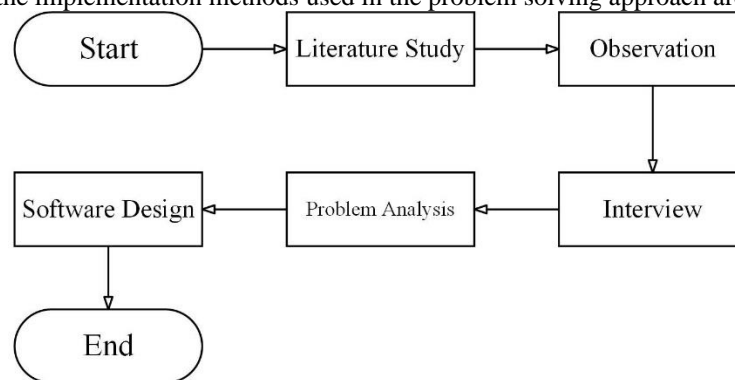 the implementation methods used in the problem solving approach are
Start
Literature Study
Observation
Interview
Problem Analysis
Software Design
End